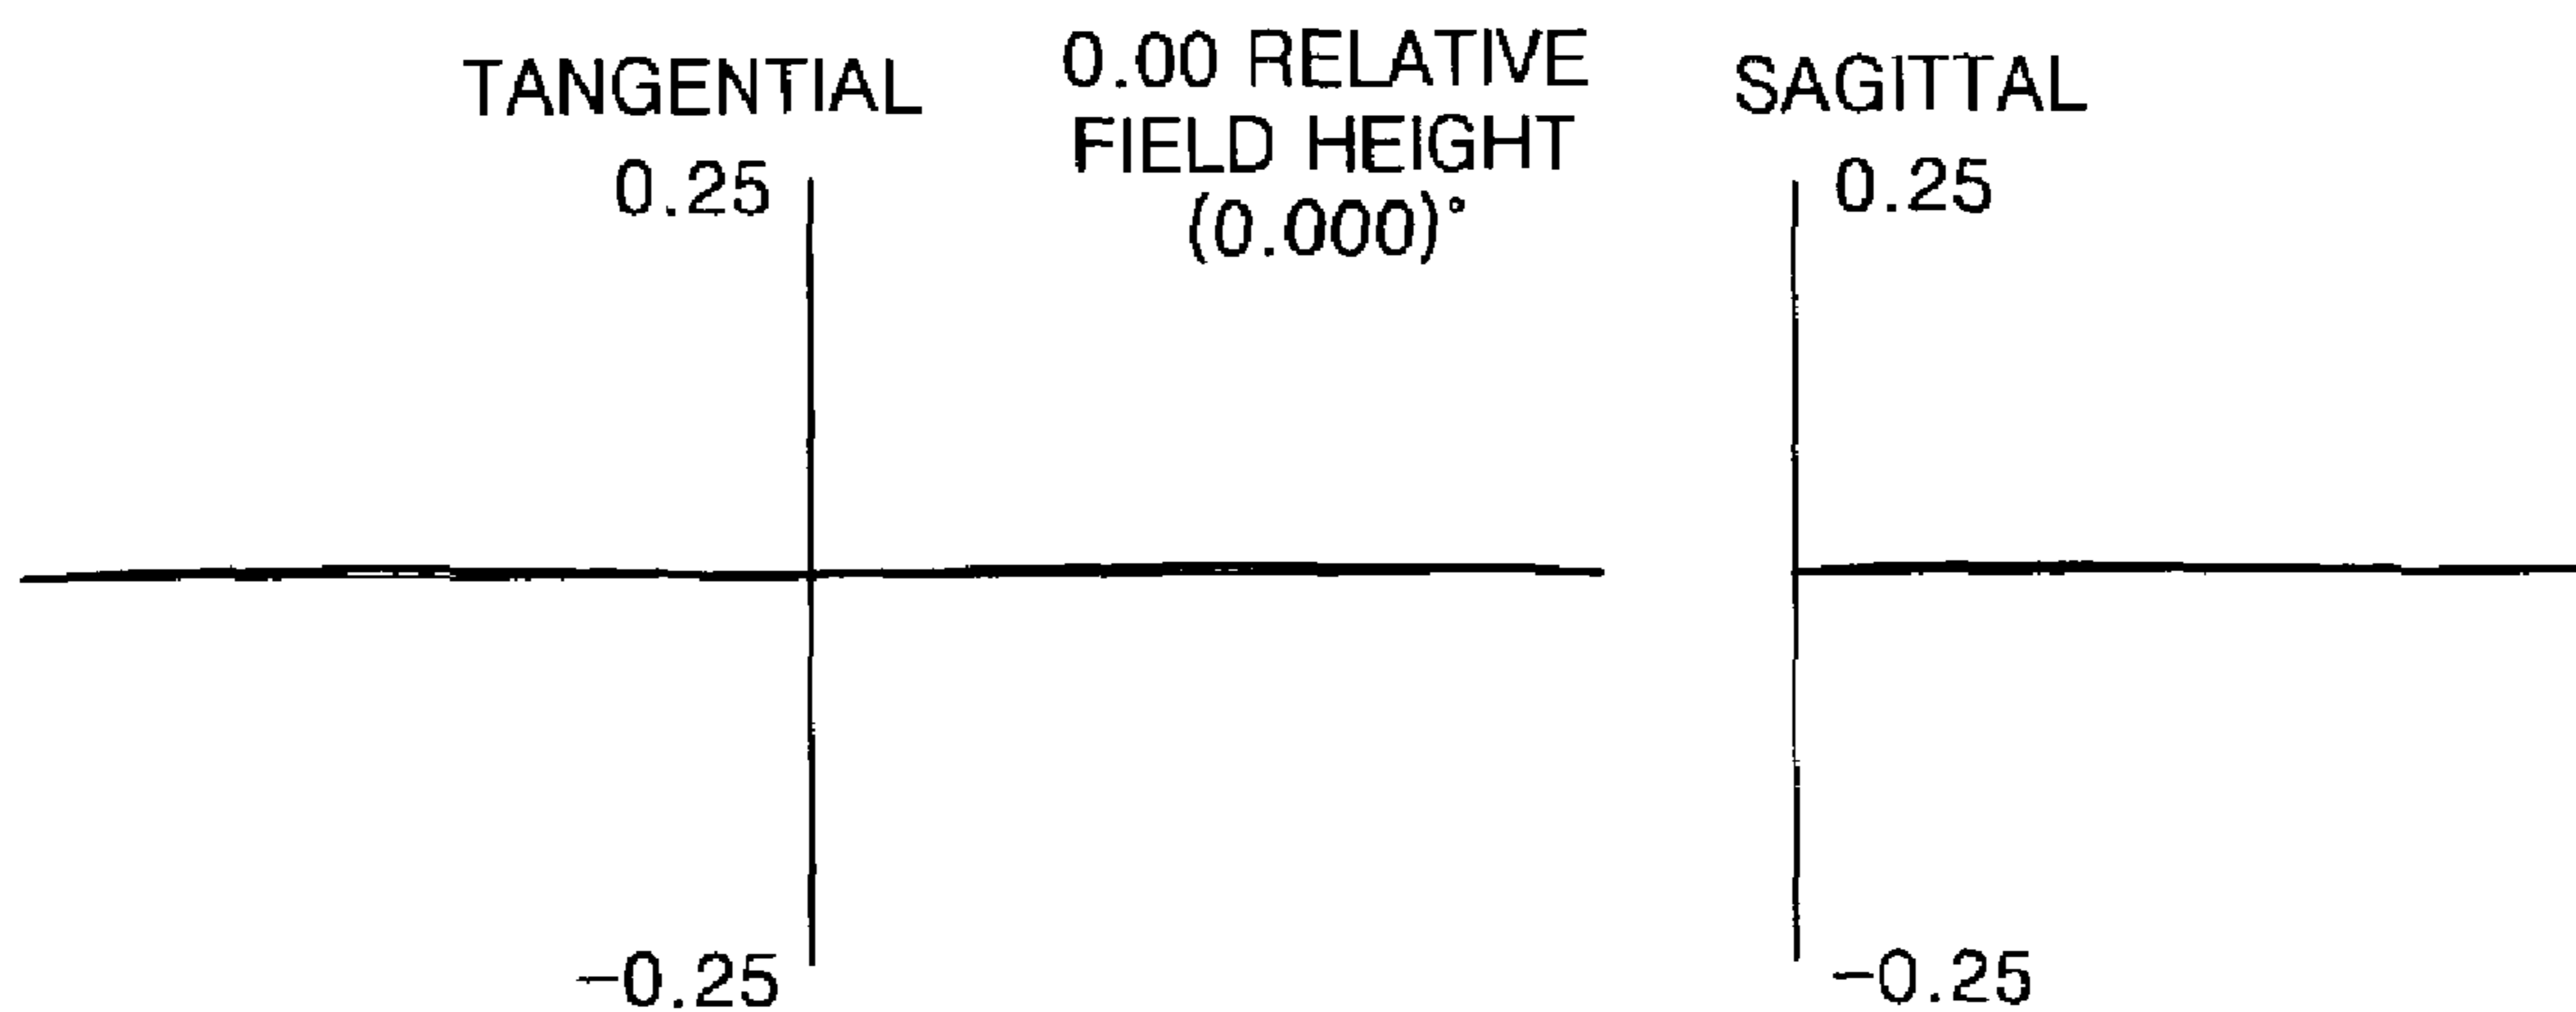 TANGENTIAL
0.25
-0.25
0.00 RELATIVE
FIELD HEIGHT
(0.000)°
SAGITTAL
0.25
-0.25